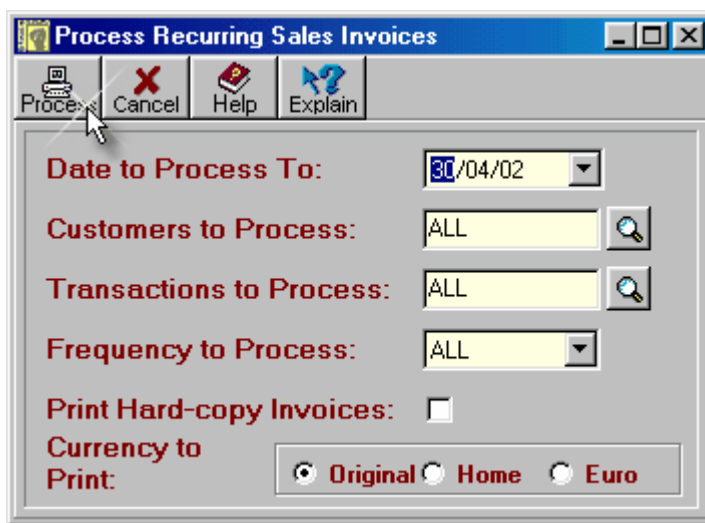 Process Recurring Sales Invoices
Process Cancel Help Explain
Date to Process To: 30/04/02
Customers to Process: ALL
Transactions to Process: ALL
Frequency to Process: ALL
Print Hard-copy Invoices:
Currency to
Print: Original Home Euro